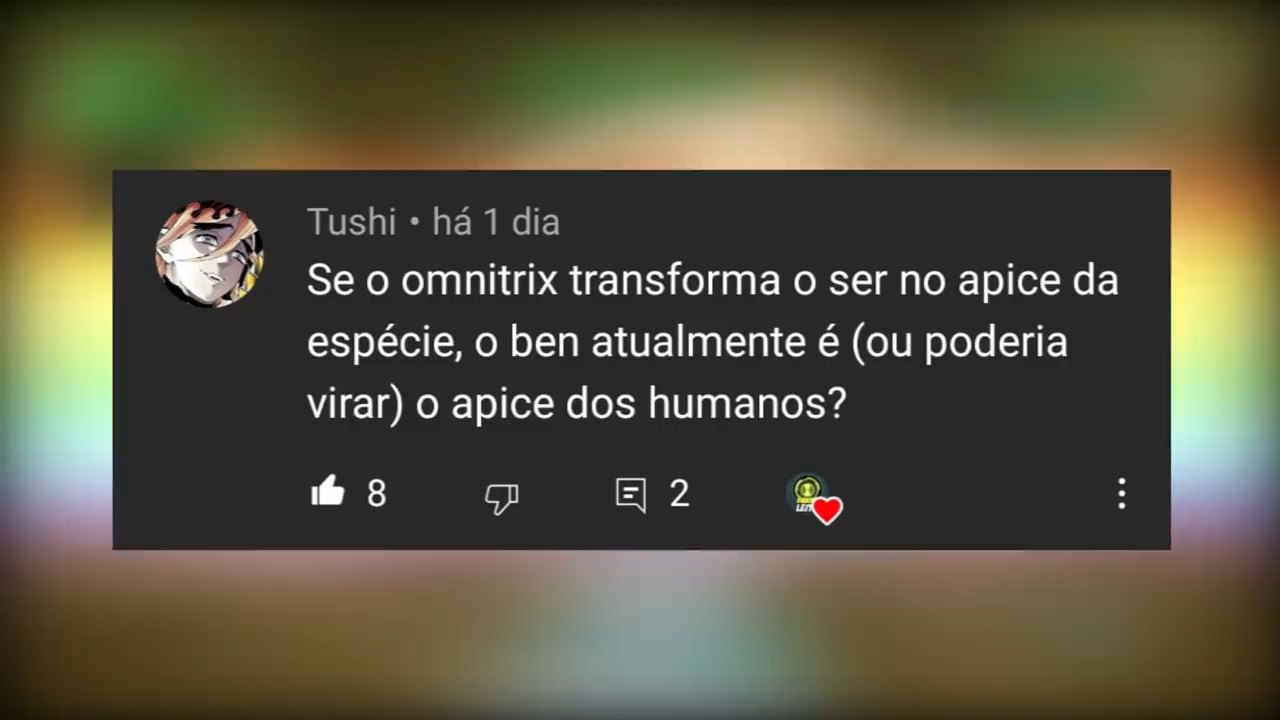 Tushi • há 1 dia
Se o omnitrix transforma o ser no apice da
espécie, o ben atualmente é (ou poderia
virar) o apice dos humanos?
8 2